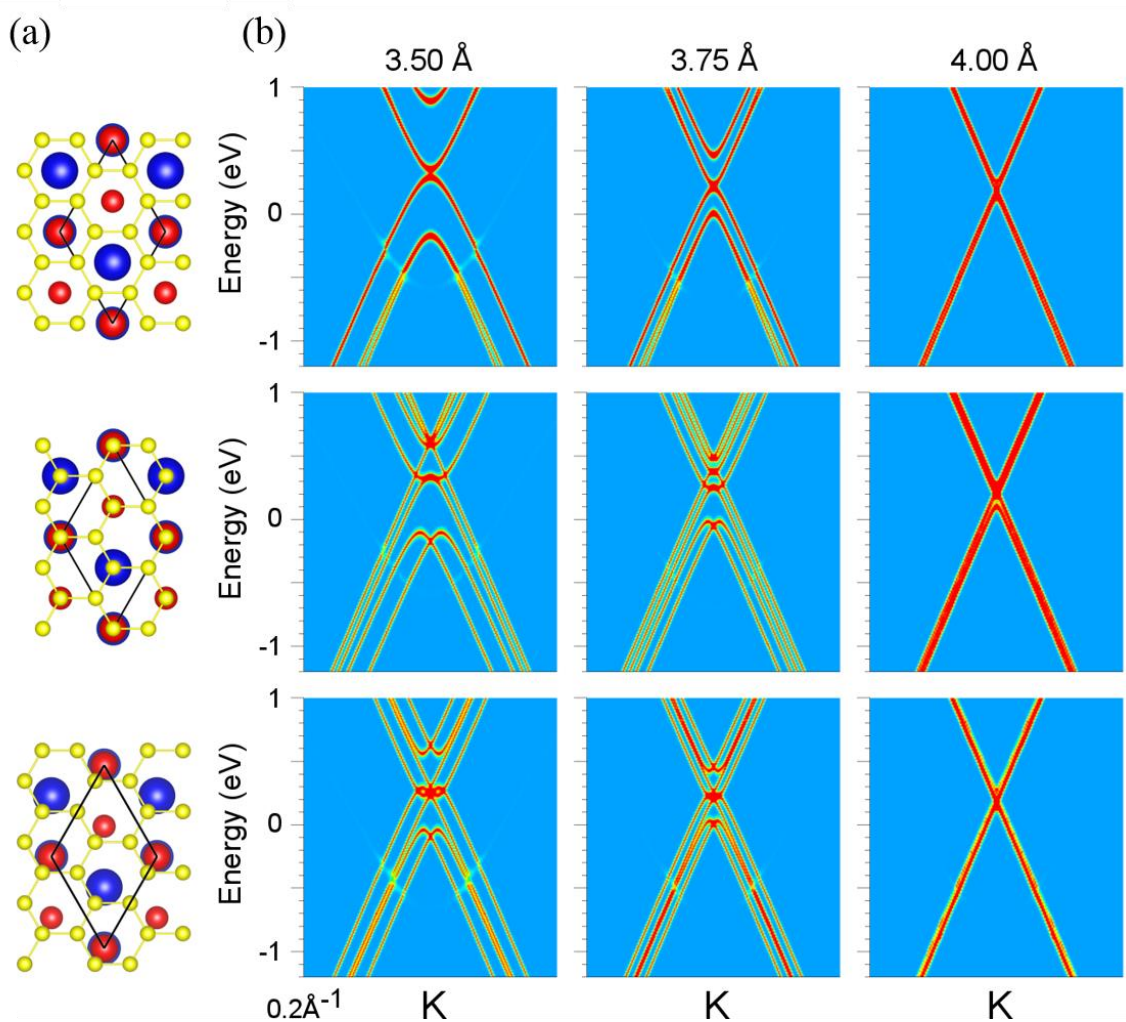 (a)
(b)
3.50 Å
3.75 Å
4.00 Å
1
0
-1
Energy (eV)
1
0
-1
Energy (eV)
1
0
-1
Energy (eV)
0.2Å-1
K
K
K